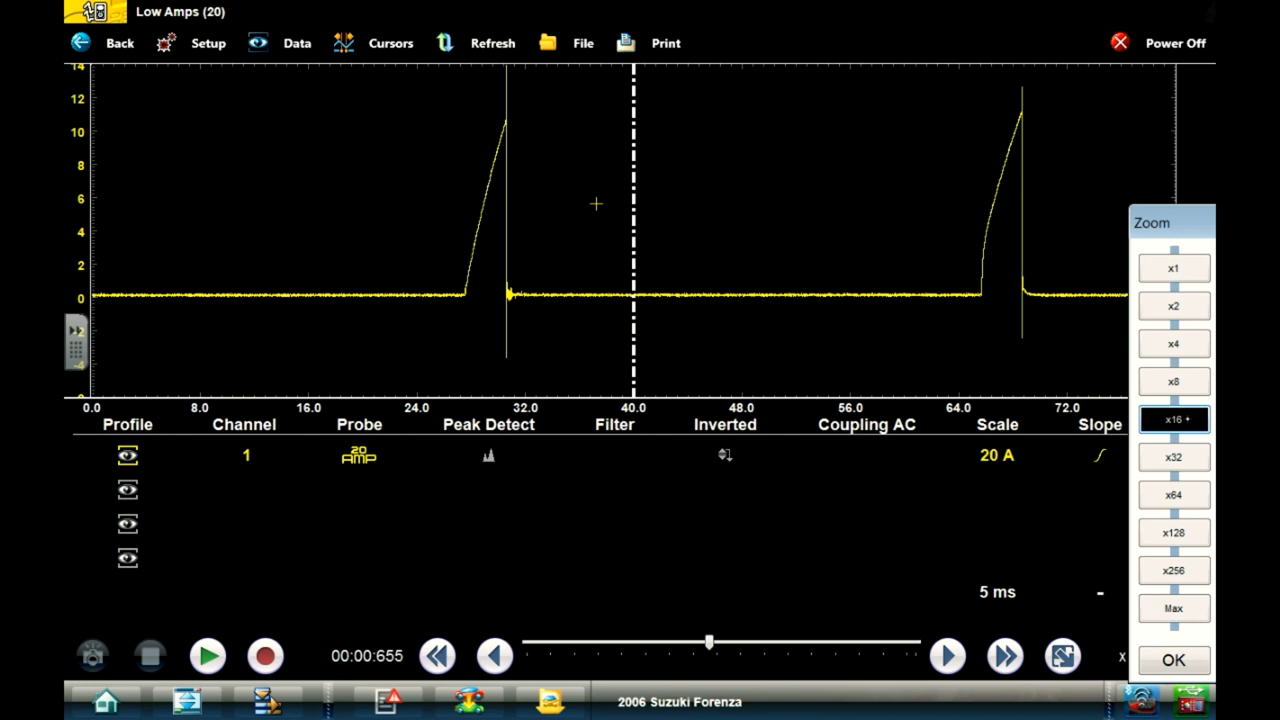 Low Amps (20)
Back Setup Data Cursors Refresh File Print Power Off
14
12
10
8
6
4
2
0
-2
-4
0.0 8.0 16.0 24.0 32.0 40.0 48.0 56.0 64.0 72.0
Profile Channel Probe Peak Detect Filter Inverted Coupling AC Scale Slope
1 20 AMP 20 A
5 ms -
00:00:655 x
2006 Suzuki Forenza
Zoom
x1
x2
x4
x8
x16 *
x32
x64
x128
x256
Max
OK